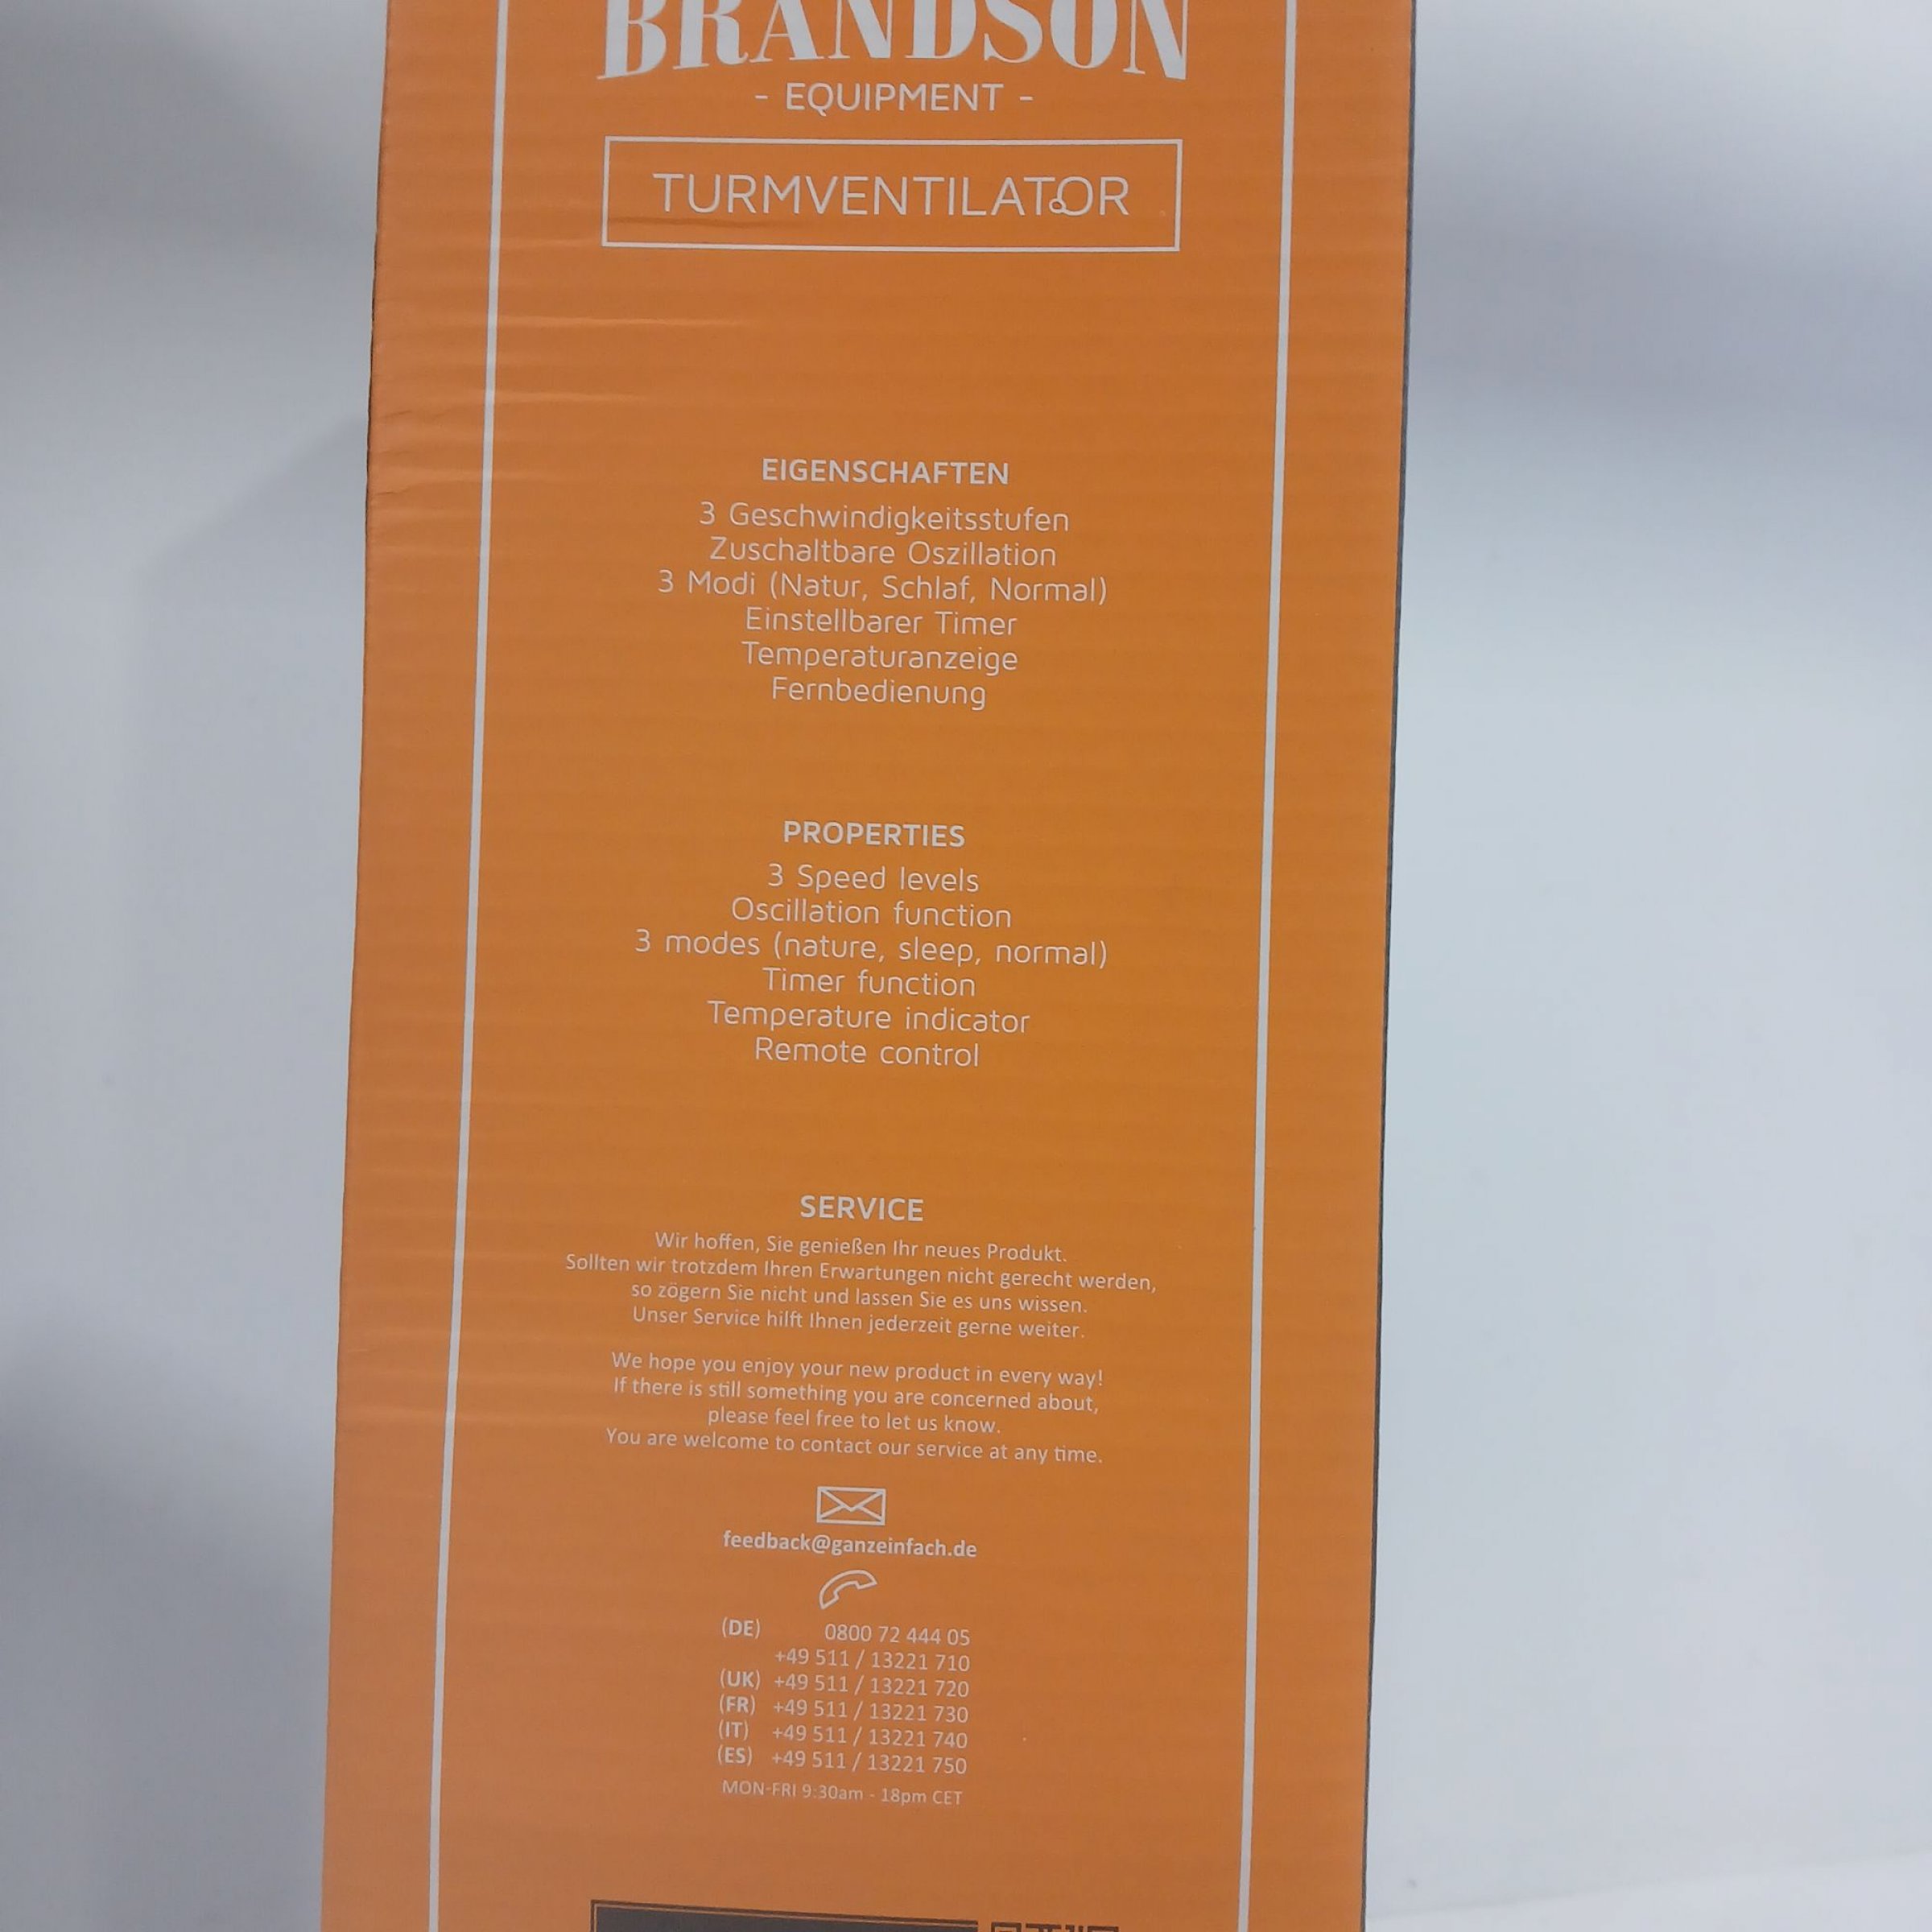 BRANDSON
- EQUIPMENT -
TURMVENTILATOR
EIGENSCHAFTEN
3 Geschwindigkeitsstufen
Zuschaltbare Oszillation
3 Modi (Natur, Schlaf, Normal)
Einstellbarer Timer
Temperaturanzeige
Fernbedienung
PROPERTIES
3 Speed levels
Oscillation function
3 modes (nature, sleep, normal)
Timer function
Temperature indicator
Remote control
SERVICE
Wir hoffen, Sie genießen Ihr neues Produkt.
Sollten wir trotzdem Ihren Erwartungen nicht gerecht werden,
so zögern Sie nicht und lassen Sie es uns wissen.
Unser Service hilft Ihnen jederzeit gerne weiter.
We hope you enjoy your new product in every way!
If there is still something you are concerned about,
please feel free to let us know.
You are welcome to contact our service at any time.
feedback@ganzeinfach.de
(DE) 0800 72 444 05
+49 511 / 13221 710
(UK) +49 511 / 13221 720
(FR) +49 511 / 13221 730
(IT) +49 511 / 13221 740
(ES) +49 511 / 13221 750
MON-FRI 9:30am - 18pm CET